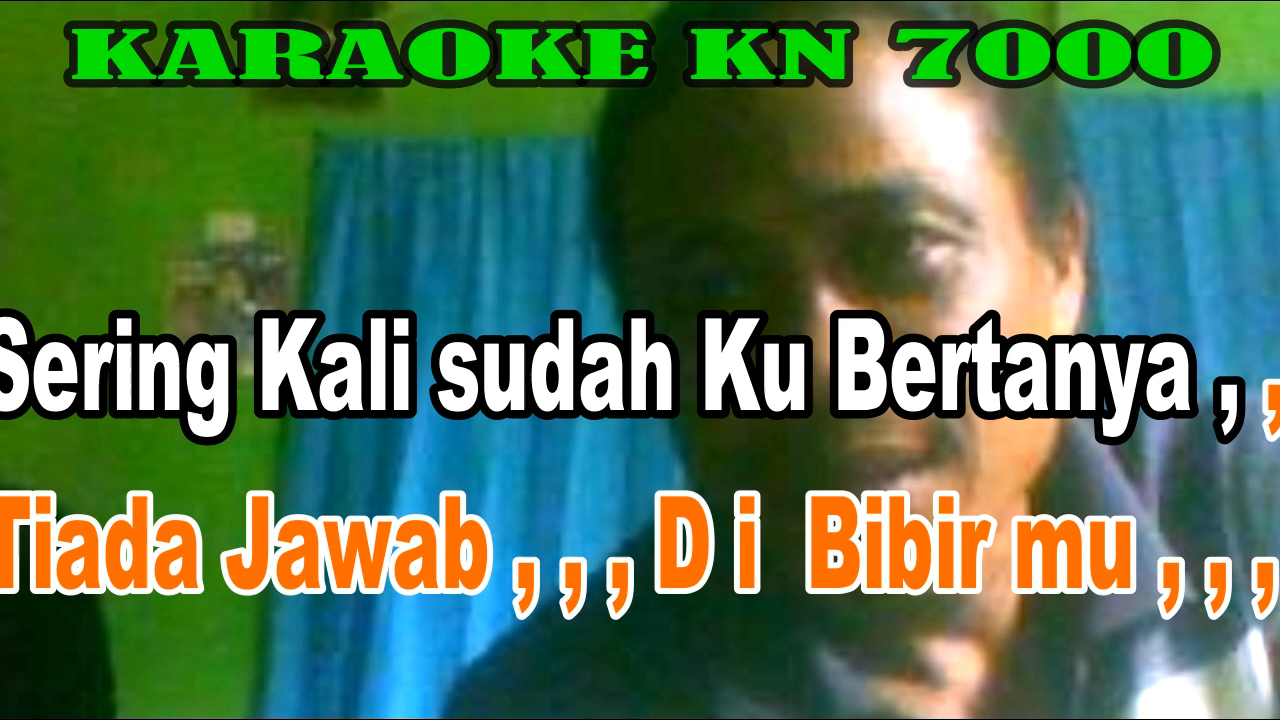 KARAOKE KN 7000
Sering Kali sudah Ku Bertanya , ,
Tiada Jawab , , , D i Bibir mu , , ,